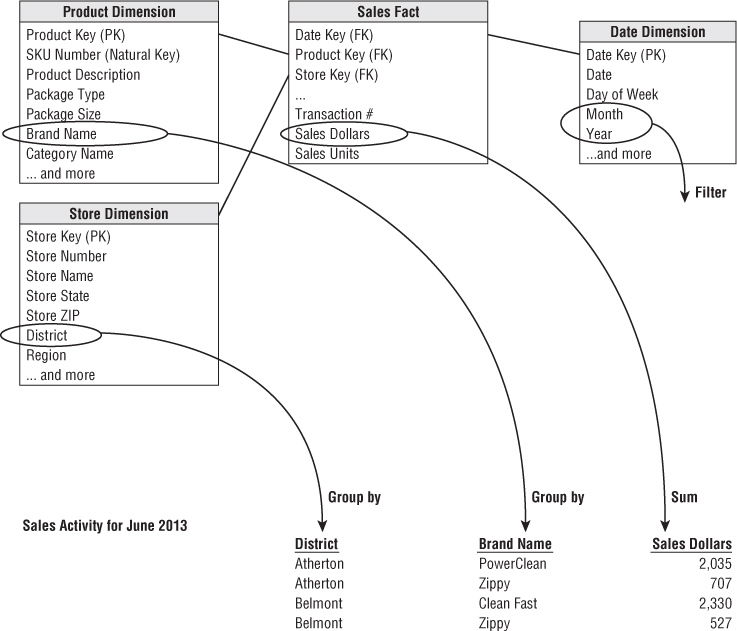 Product Dimension
Product Key (PK)
SKU Number (Natural Key)
Product Description
Package Type
Package Size
Brand Name
Category Name
... and more
Sales Fact
Date Key (FK)
Product Key (FK)
Store Key (FK)
...
Transaction #
Sales Dollars
Sales Units
Date Dimension
Date Key (PK)
Date
Day of Week
Month
Year
...and more
Filter
Store Dimension
Store Key (PK)
Store Number
Store Name
Store State
Store ZIP
District
Region
... and more
Group by
Group by
Sum
Sales Activity for June 2013
District Brand Name Sales Dollars
Atherton PowerClean 2,035
Atherton Zippy 707
Belmont Clean Fast 2,330
Belmont Zippy 527